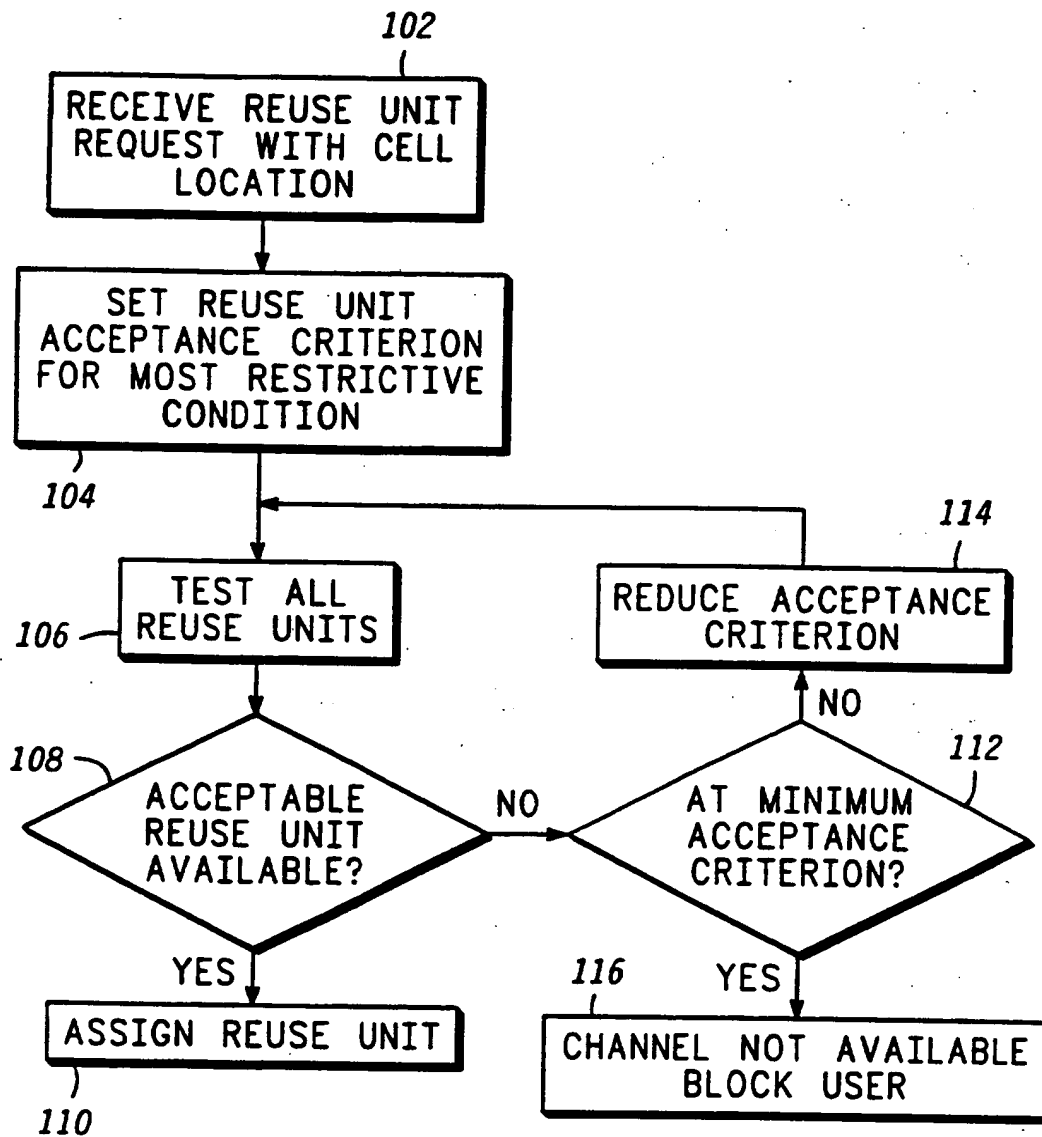 102
RECEIVE REUSE UNIT
REQUEST WITH CELL
LOCATION
SET REUSE UNIT
ACCEPTANCE CRITERION
FOR MOST RESTRICTIVE
CONDITION
104
114
TEST ALL
REUSE UNITS
106
REDUCE ACCEPTANCE
CRITERION
NO
108
ACCEPTABLE
REUSE UNIT
AVAILABLE?
NO
112
AT MINIMUM
ACCEPTANCE
CRITERION?
YES
ASSIGN REUSE UNIT
110
YES
116
CHANNEL NOT AVAILABLE
BLOCK USER